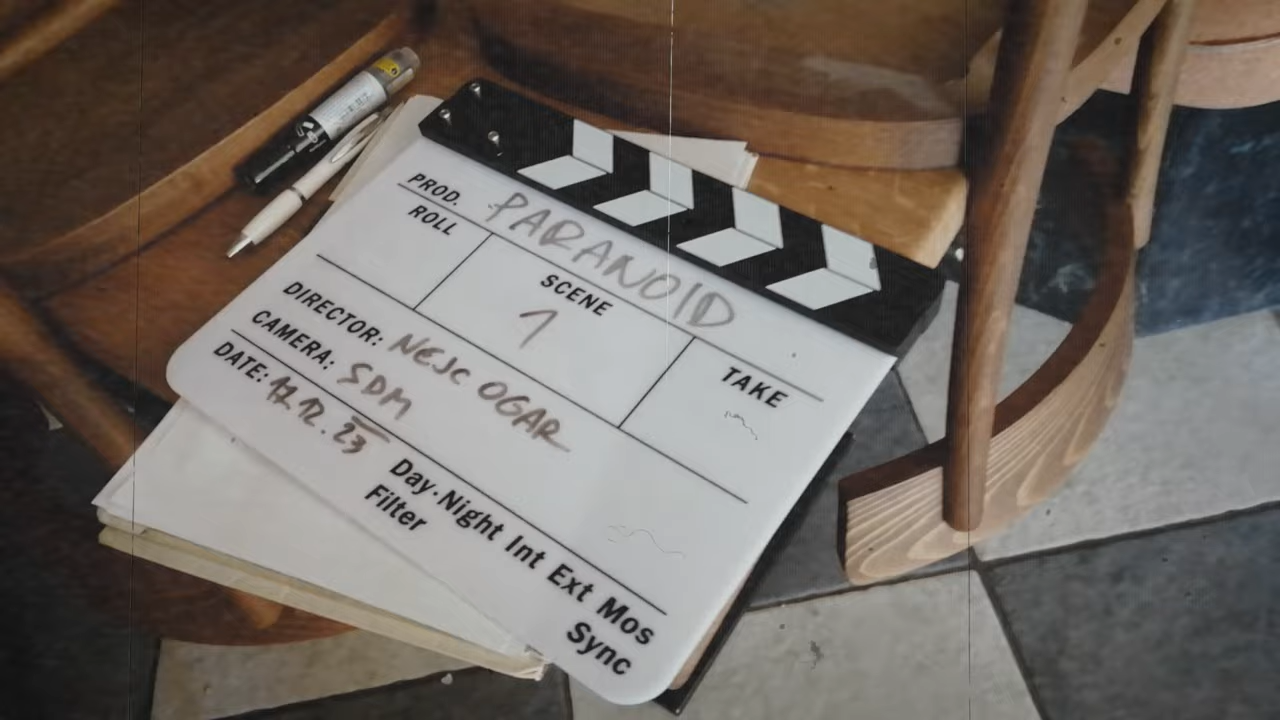 PROD. PARANOID
ROLL
SCENE
1
TAKE
DIRECTOR: NEJC OGAR
CAMERA: SDM
DATE: 12.12.23
Day·Night Int Ext Mos
Filter
Sync